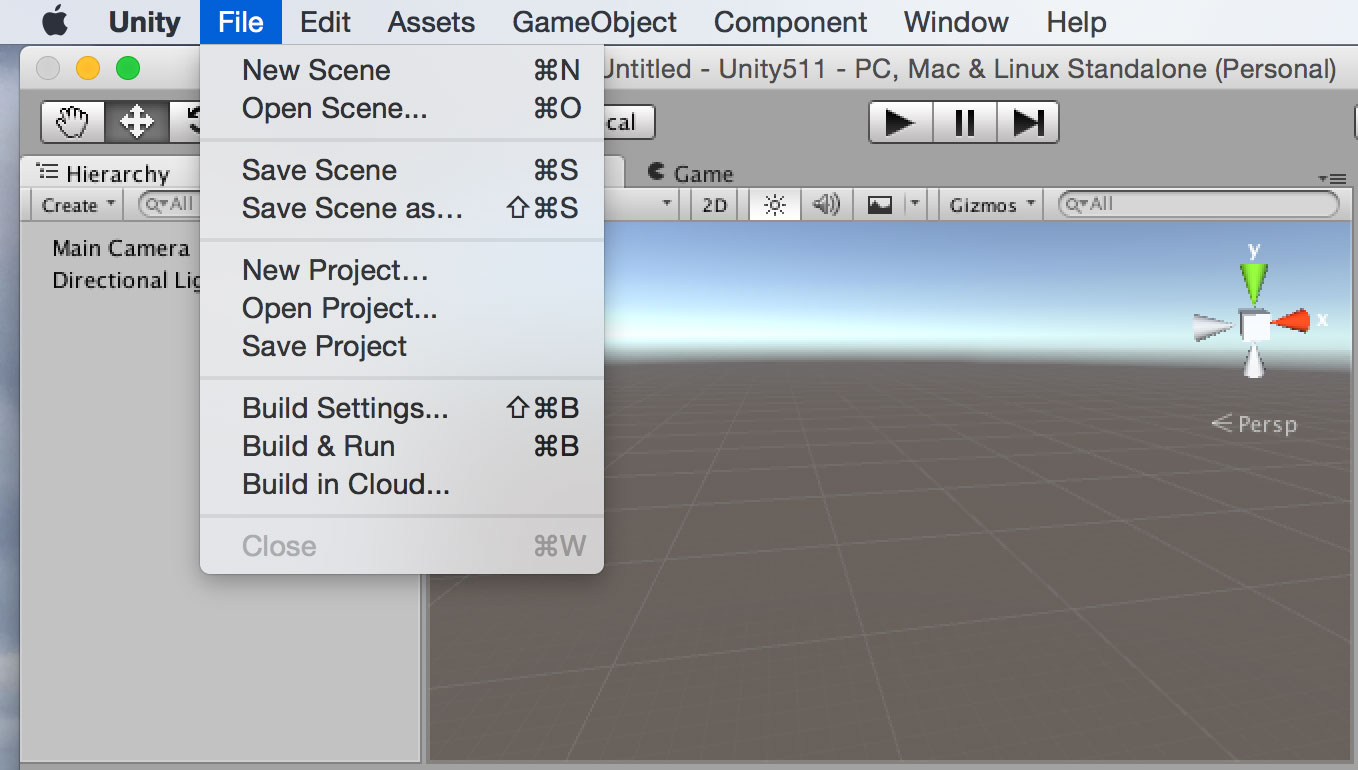 Unity File Edit Assets GameObject Component Window Help
Untitled - Unity511 - PC, Mac & Linux Standalone (Personal)
New Scene ⌘N
Open Scene... ⌘O
Save Scene ⌘S
Save Scene as... ⇧⌘S
New Project...
Open Project...
Save Project
Build Settings... ⇧⌘B
Build & Run ⌘B
Build in Cloud...
Close ⌘W
cal
Hierarchy
Create All
Main Camera
Directional Lig
Game
2D Gizmos All
y
x
Persp